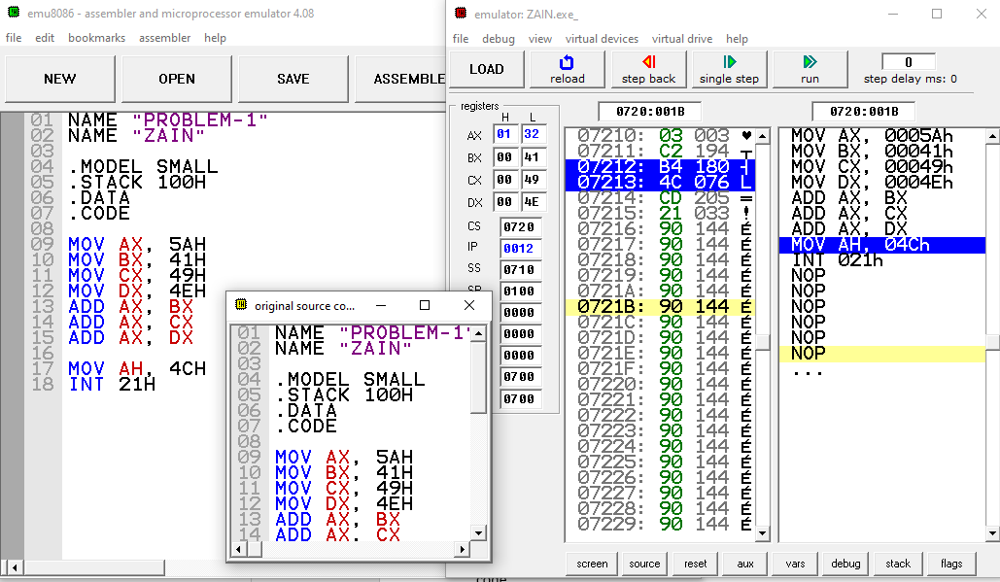 emu8086 - assembler and microprocessor emulator 4.08
file edit bookmarks assembler help
NEW OPEN SAVE ASSEMBLE
01 NAME "PROBLEM-1"
02 NAME "ZAIN"
03
04 .MODEL SMALL
05 .STACK 100H
06 .DATA
07 .CODE
08
09 MOV AX, 5AH
10 MOV BX, 41H
11 MOV CX, 49H
12 MOV DX, 4EH
13 ADD AX, BX
14 ADD AX, CX
15 ADD AX, DX
16
17 MOV AH, 4CH
18 INT 21H
original source co...
01 NAME "PROBLEM-1"
02 NAME "ZAIN"
03
04 .MODEL SMALL
05 .STACK 100H
06 .DATA
07 .CODE
08
09 MOV AX, 5AH
10 MOV BX, 41H
11 MOV CX, 49H
12 MOV DX, 4EH
13 ADD AX, BX
14 ADD AX, CX
emulator: ZAIN.exe_
file debug view virtual devices virtual drive help
LOAD reload step back single step run 0
step delay ms: 0
registers
H L
AX 01 32
BX 00 41
CX 00 49
DX 00 4E
CS 0720
IP 0012
SS 0710
SP 0100
0000
0000
0000
0700
0700
0720:001B
07210: 03 003 ♥
07211: C2 194 ┬
07212: B4 180 ┤
07213: 4C 076 L
07214: CD 205 =
07215: 21 033 !
07216: 90 144 É
07217: 90 144 É
07218: 90 144 É
07219: 90 144 É
0721A: 90 144 É
0721B: 90 144 É
0721C: 90 144 É
0721D: 90 144 É
0721E: 90 144 É
0721F: 90 144 É
07220: 90 144 É
07221: 90 144 É
07222: 90 144 É
07223: 90 144 É
07224: 90 144 É
07225: 90 144 É
07226: 90 144 É
07227: 90 144 É
07228: 90 144 É
07229: 90 144 É
0720:001B
MOV AX, 0005Ah
MOV BX, 00041h
MOV CX, 00049h
MOV DX, 0004Eh
ADD AX, BX
ADD AX, CX
ADD AX, DX
MOV AH, 04Ch
INT 021h
NOP
NOP
NOP
NOP
NOP
NOP
...
screen source reset aux vars debug stack flags